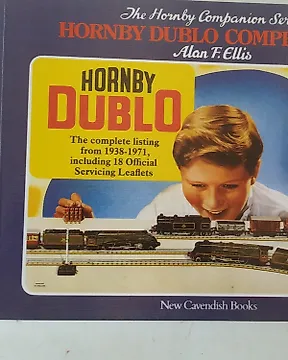 The Hornby Companion Ser
HORNBY DUBLO COMPE
Alan F. Ellis
HORNBY
DUBLO
The complete listing
from 1938-1971,
including 18 Official
Servicing Leaflets
New Cavendish Books